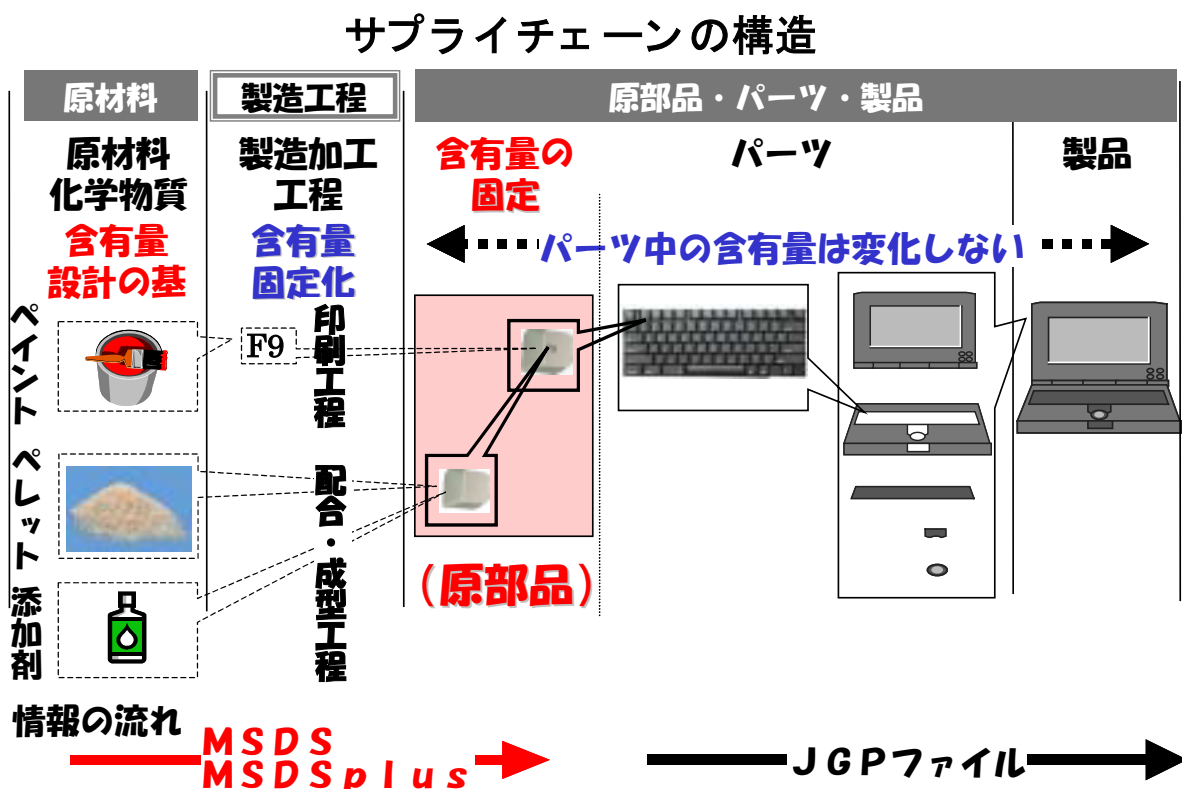 サプライチェーンの構造
原材料
製造工程
原部品・パーツ・製品
原材料
化学物質
含有量
設計の基
製造加工
工程
含有量
固定化
含有量の
固定
パーツ
製品
パーツ中の含有量は変化しない
ペイント
F9
印刷工程
ペレット
配合・成型工程
添加剤
（原部品）
情報の流れ
ＭＳＤＳ
ＭＳＤＳｐｌｕｓ
ＪＧＰファイル